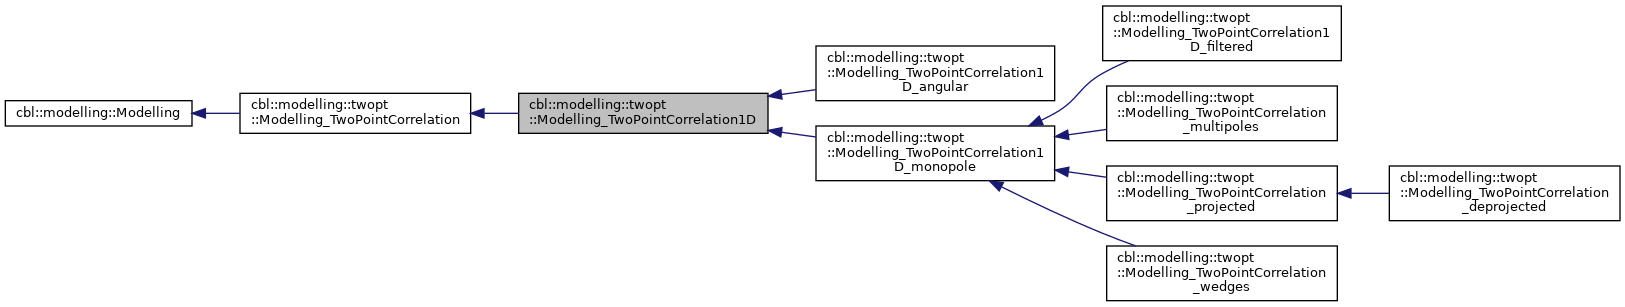 cbl::modelling::Modelling
cbl::modelling::twopt
::Modelling_TwoPointCorrelation
cbl::modelling::twopt
::Modelling_TwoPointCorrelation1D
cbl::modelling::twopt
::Modelling_TwoPointCorrelation1
D_angular
cbl::modelling::twopt
::Modelling_TwoPointCorrelation1
D_monopole
cbl::modelling::twopt
::Modelling_TwoPointCorrelation1
D_filtered
cbl::modelling::twopt
::Modelling_TwoPointCorrelation
_multipoles
cbl::modelling::twopt
::Modelling_TwoPointCorrelation
_projected
cbl::modelling::twopt
::Modelling_TwoPointCorrelation
_wedges
cbl::modelling::twopt
::Modelling_TwoPointCorrelation
_deprojected